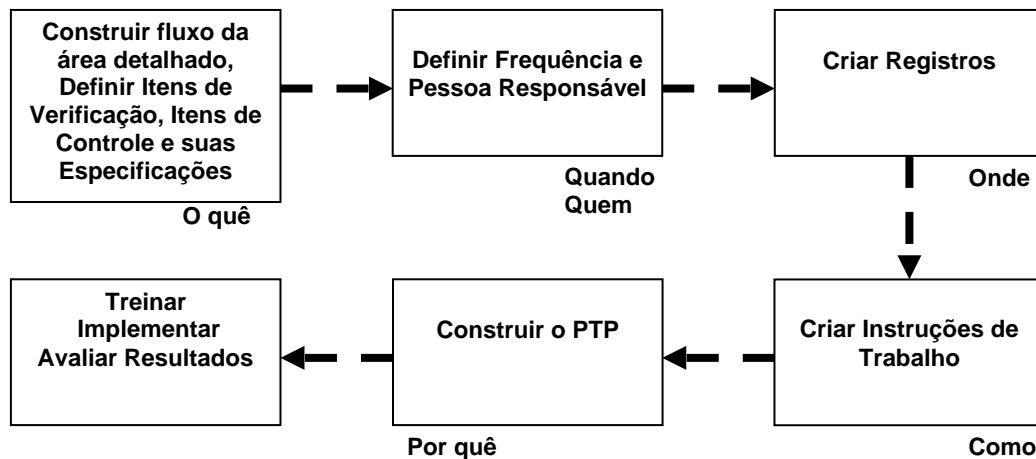 Construir fluxo da
área detalhado,
Definir Itens de
Verificação, Itens de
Controle e suas
Especificações
O quê
Definir Frequência e
Pessoa Responsável
Quando
Quem
Criar Registros
Onde
Criar Instruções de
Trabalho
Como
Construir o PTP
Por quê
Treinar
Implementar
Avaliar Resultados